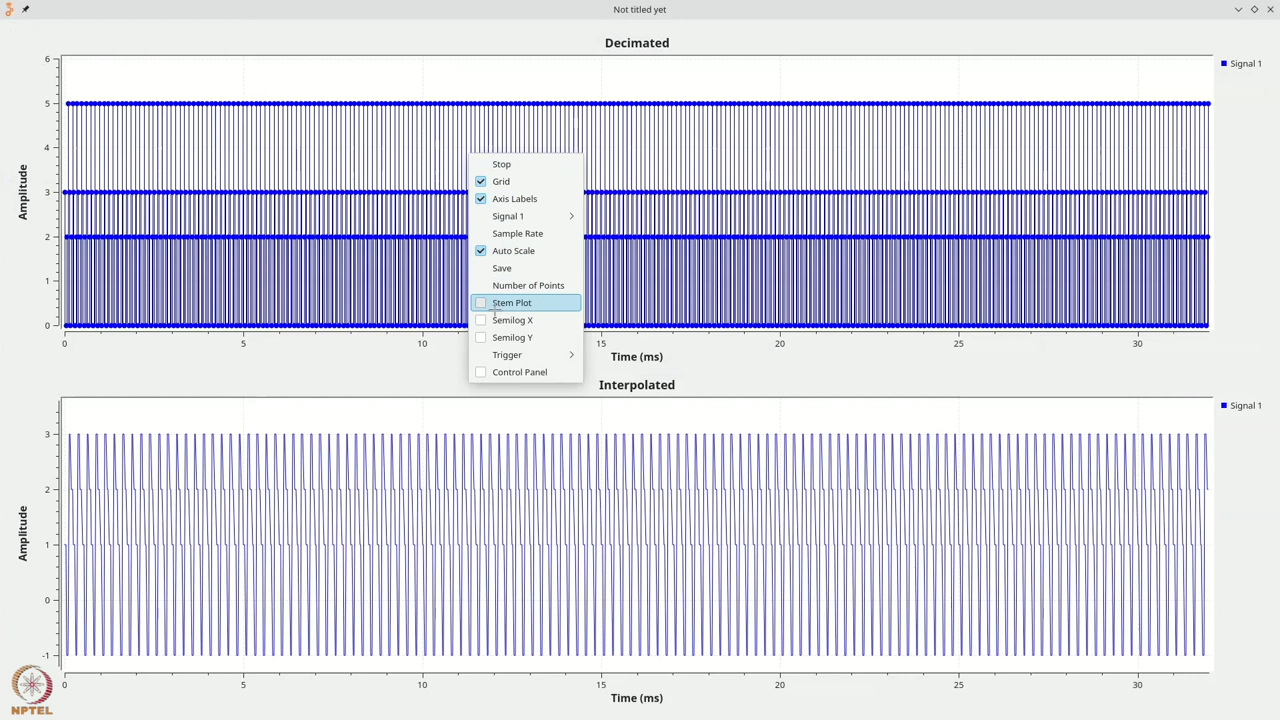 Not titled yet
Decimated
Signal 1
Amplitude
6
5
4
3
2
1
0
0
5
10
15
20
25
30
Time (ms)
Stop
Grid
Axis Labels
Signal 1
Sample Rate
Auto Scale
Save
Number of Points
Stem Plot
Semilog X
Semilog Y
Trigger
Control Panel
Interpolated
Signal 1
Amplitude
3
2
1
0
-1
0
5
10
15
20
25
30
Time (ms)
NPTEL